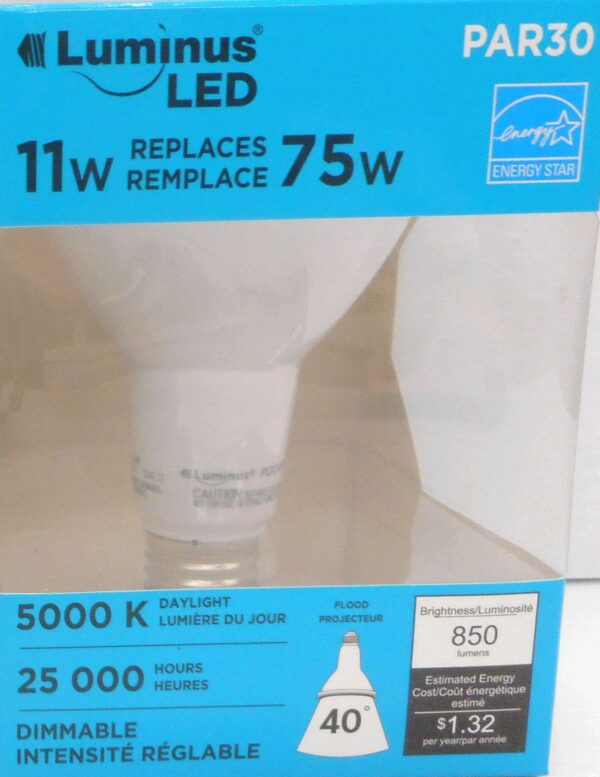 Luminus®
LED
PAR30
energy
ENERGY STAR
11W REPLACES REMPLACE 75W
Luminus
CAUTION
5000 K DAYLIGHT LUMIÈRE DU JOUR
25 000 HOURS HEURES
DIMMABLE
INTENSITÉ RÉGLABLE
FLOOD
PROJECTEUR
40°
Brightness/Luminosité
850
lumens
Estimated Energy
Cost/Coût énergétique
estimé
$1.32
per year/par année